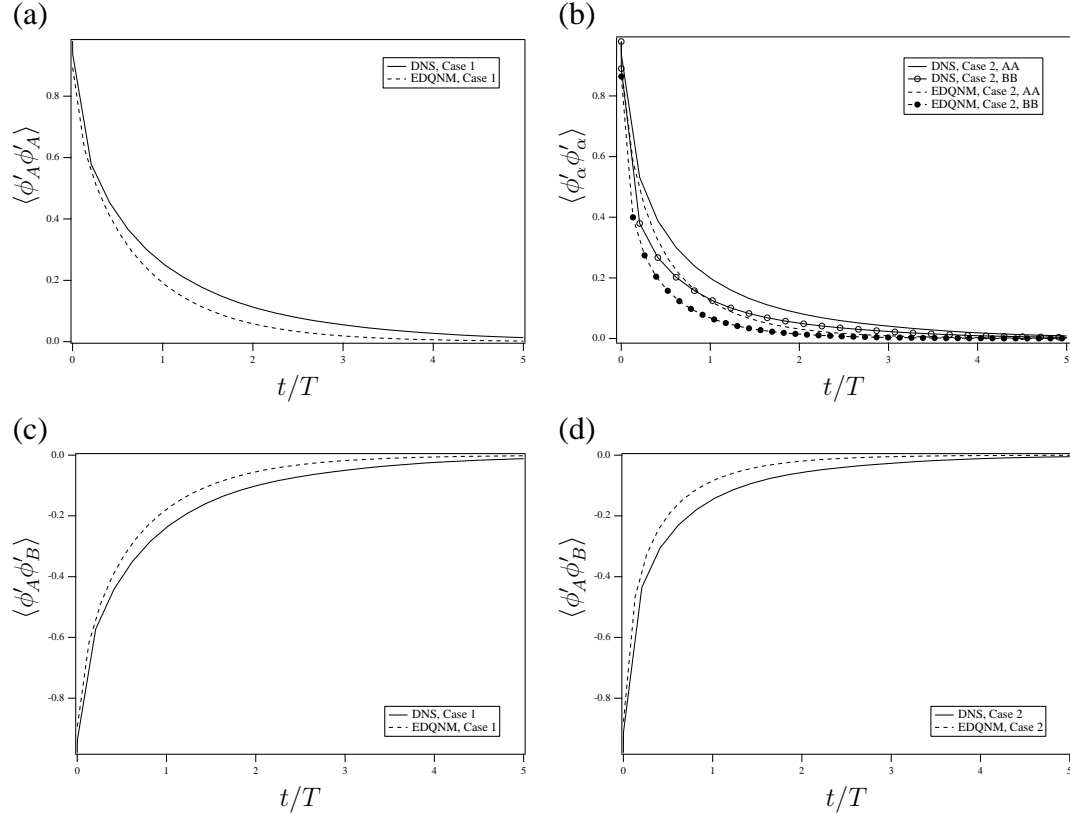 (a)
DNS, Case 1
EDQNM, Case 1
⟨ϕ′_Aϕ′_A⟩
0.8
0.6
0.4
0.2
0.0
0 1 2 3 4 5
t/T
(b)
DNS, Case 2, AA
DNS, Case 2, BB
EDQNM, Case 2, AA
EDQNM, Case 2, BB
⟨ϕ′_αϕ′_α⟩
0.8
0.6
0.4
0.2
0.0
0 1 2 3 4 5
t/T
(c)
0.0
-0.2
-0.4
-0.6
-0.8
⟨ϕ′_Aϕ′_B⟩
DNS, Case 1
EDQNM, Case 1
0 1 2 3 4 5
t/T
(d)
0.0
-0.2
-0.4
-0.6
-0.8
⟨ϕ′_Aϕ′_B⟩
DNS, Case 2
EDQNM, Case 2
0 1 2 3 4 5
t/T